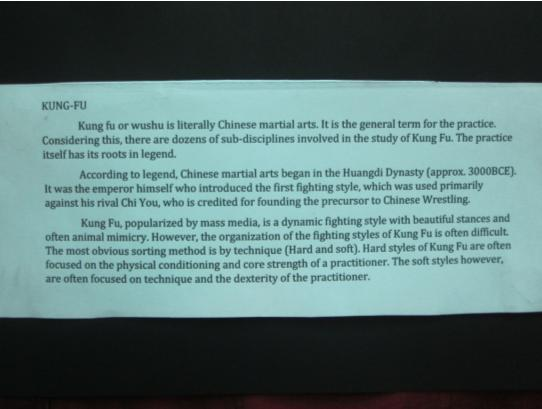 KUNG-FU
Kung fu or wushu is literally Chinese martial arts. It is the general term for the practice.
Considering this, there are dozens of sub-disciplines involved in the study of Kung Fu. The practice
itself has its roots in legend.
According to legend, Chinese martial arts began in the Huangdi Dynasty (approx. 3000BCE).
It was the emperor himself who introduced the first fighting style, which was used primarily
against his rival Chi You, who is credited for founding the precursor to Chinese Wrestling.
Kung Fu, popularized by mass media, is a dynamic fighting style with beautiful stances and
often animal mimicry. However, the organization of the fighting styles of Kung Fu is often difficult.
The most obvious sorting method is by technique (Hard and soft). Hard styles of Kung Fu are often
focused on the physical conditioning and core strength of a practitioner. The soft styles however,
are often focused on technique and the dexterity of the practitioner.